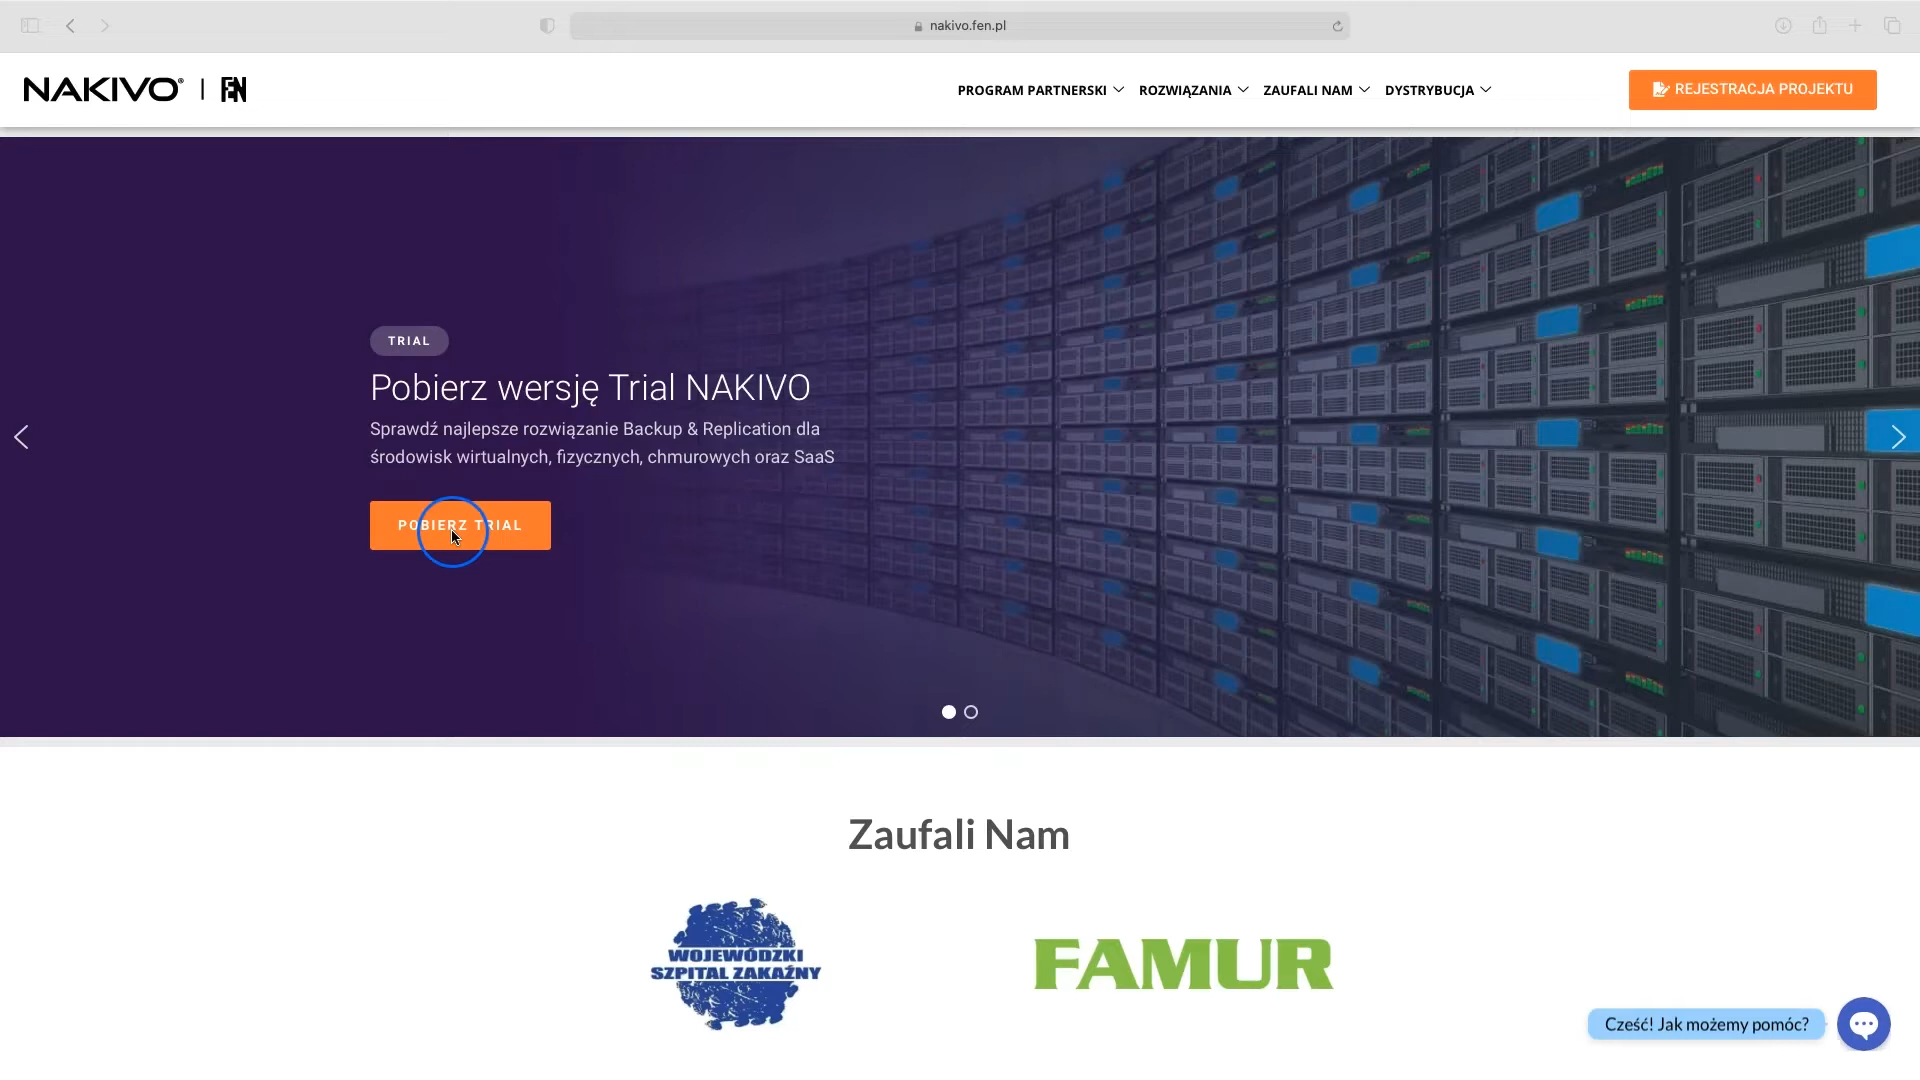 nakivo.fen.pl
NAKIVO® | FEN
PROGRAM PARTNERSKI
ROZWIĄZANIA
ZAUFALI NAM
DYSTRYBUCJA
REJESTRACJA PROJEKTU
TRIAL
Pobierz wersję Trial NAKIVO
Sprawdź najlepsze rozwiązanie Backup & Replication dla
środowisk wirtualnych, fizycznych, chmurowych oraz SaaS
POBIERZ TRIAL
Zaufali Nam
WOJEWÓDZKI
SZPITAL ZAKAŹNY
FAMUR
Cześć! Jak możemy pomóc?